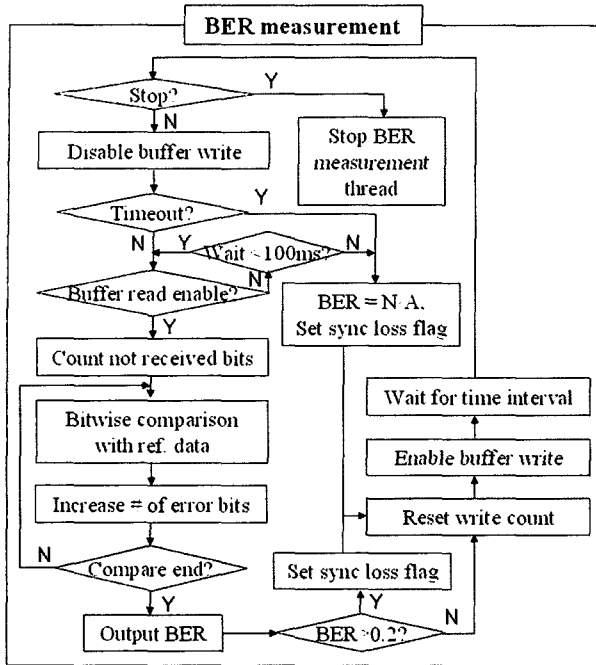 BER measurement
Stop?
Y
N
Disable buffer write
Stop BER
measurement
thread
Timeout?
Y
N
Y
Wait <100ms?
N
Buffer read enable?
N
Y
BER = N.A,
Set sync loss flag
Count not received bits
Wait for time interval
Bitwise comparison
with ref. data
Enable buffer write
Increase # of error bits
Reset write count
N
Compare end?
Y
Set sync loss flag
Y
N
Output BER
BER >0.2?